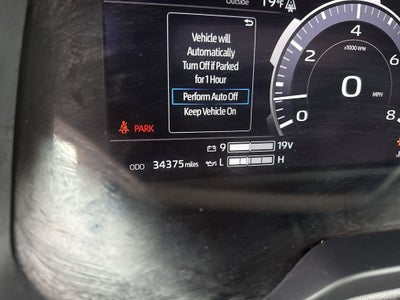 Outside 19°F
Vehicle will
Automatically
Turn Off if Parked
for 1 Hour
Perform Auto Off
Keep Vehicle On
2 4 6 8
x1000 RPM
0 MPH
PARK
9 19V
ODO 34375 miles L H